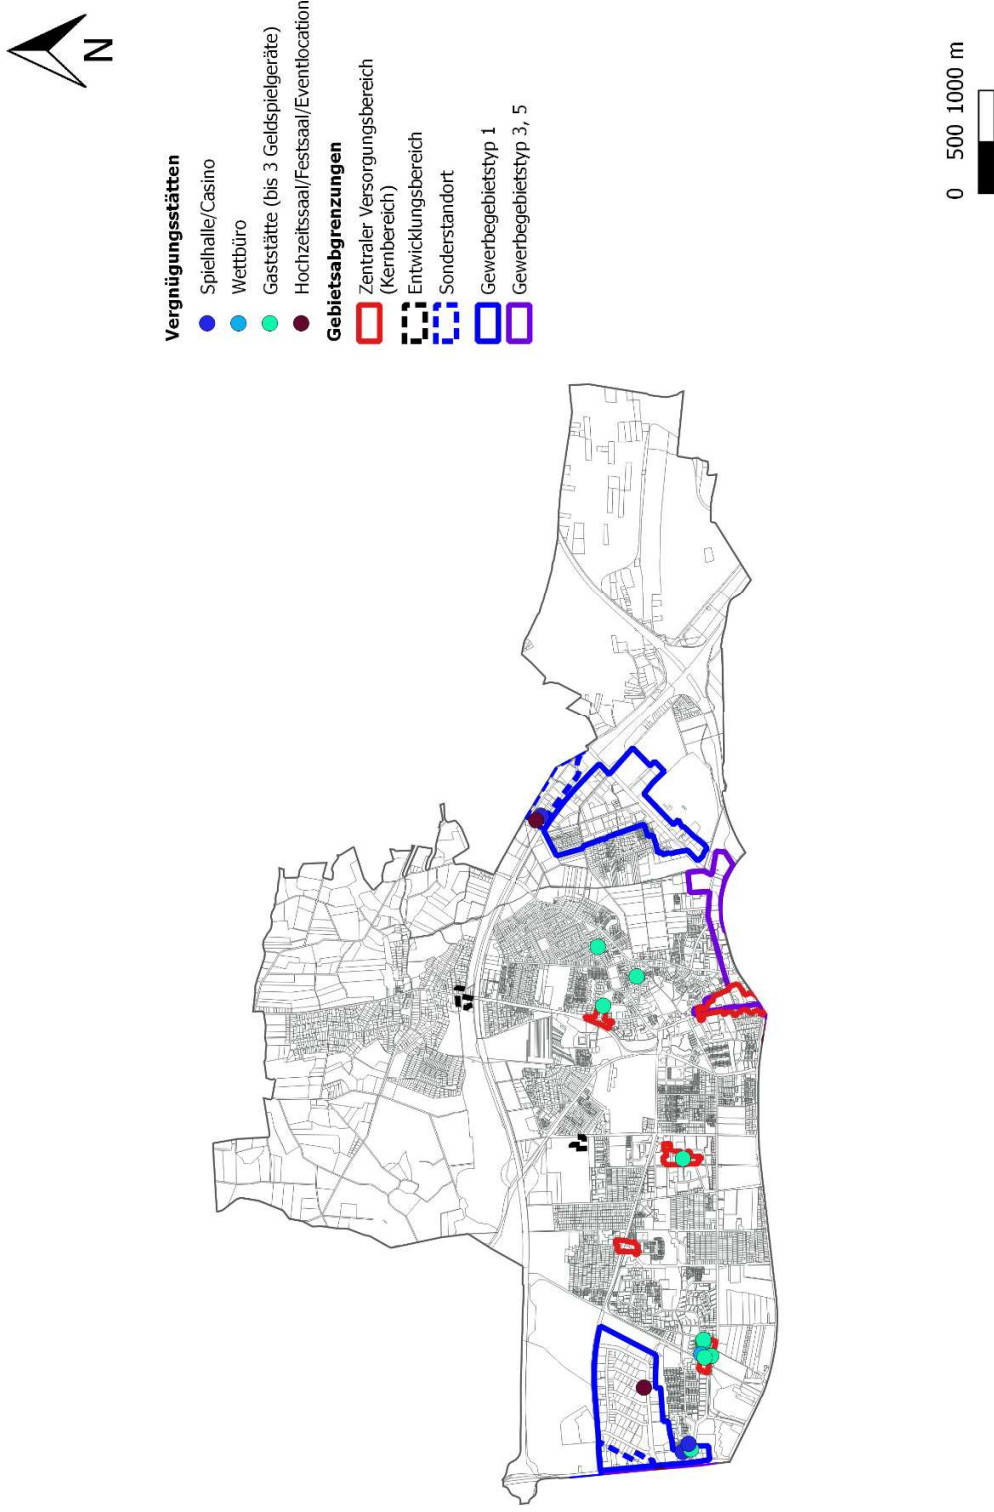 N
Vergnügungsstätten
Spielhalle/Casino
Wettbüro
Gaststätte (bis 3 Geldspielgeräte)
Hochzeitssaal/Festsaal/Eventlocation
Gebietsabgrenzungen
Zentraler Versorgungsbereich
(Kernbereich)
Entwicklungsbereich
Sonderstandort
Gewerbegebietstyp 1
Gewerbegebietstyp 3, 5
0 500 1000 m